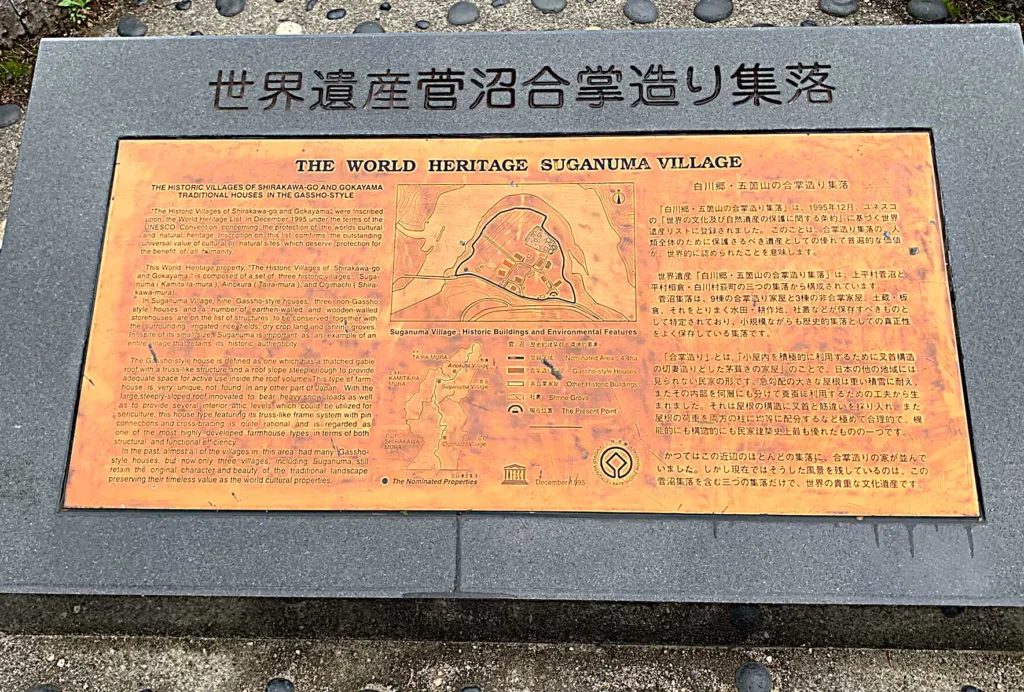 世界遺産菅沼合掌造り集落
THE WORLD HERITAGE SUGANUMA VILLAGE
THE HISTORIC VILLAGES OF SHIRAKAWA-GO AND GOKAYAMA
TRADITIONAL HOUSES IN THE GASSHO-STYLE
"The Historic Villages of Shirakawa-go and Gokayama" were inscribed
upon the World Heritage List in December 1995 under the terms of the
UNESCO Convention concerning the protection of the worlds cultural
and natural heritage. Inscription on this list confirms the outstanding
universal value of cultural or natural sites which deserve protection for
the benefit of all humanity.
This World Heritage property, "The Historic Villages of Shirakawa-go
and Gokayama", is composed of a set of three historic villages: Suga-
numa (Kamitaira-mura), Ainokura (Taira-mura), and Ogimachi (Shira-
kawa-mura).
In Suganuma Village, nine Gassho-style houses, three non-Gassho-
style houses and a number of earthen-walled and wooden-walled
storehouses are on the list of structures to be conserved together with
the surrounding irrigated rice fields, dry crop land and shrine groves.
In spite of its small size, Suganuma is important as an example of an
entire village that retains its historic authenticity.
The Gassho-style house is defined as one which has a thatched gable
roof with a truss-like structure and a roof slope steep enough to provide
adequate space for active use inside the roof volume. This type of farm
house is very unique, not found in any other part of Japan. With the
large, steeply-sloped roof innovated to bear heavy snow loads as well
as to provide several interior attic levels which could be utilized for
sericulture, this house type featuring its truss-like frame system with pin
connections and cross-bracing is quite rational and is regarded as
one of the most highly developed farmhouse types in terms of both
structural and functional efficiency.
In the past, almost all of the villages in this area had many Gassho-
style houses, but now only three villages, including Suganuma, still
retain the original character and beauty of the traditional landscape
preserving their timeless value as the world cultural properties.
Suganuma Village : Historic Buildings and Environmental Features
菅 沼 : 歴史的建築群と環境的要素
Nominated Area : 4.4ha
Gassho-style Houses
Other Historic Buildings
社叢 Shrine Grove
現在位置 The Present Point
TAIRA-MURA
Ainokura Village
KAMITAIRA-MURA
Suganuma Village
SHIRAKAWA-MURA
Ogimachi Village
The Nominated Properties
December 1995
白川郷・五箇山の合掌造り集落
「白川郷・五箇山の合掌造り集落」は、1995年12月、ユネスコ
の「世界の文化及び自然遺産の保護に関する条約」に基づく世界
遺産リストに登録されました。このことは、合掌造り集落の、人
類全体のために保護さるべき遺産としての優れて普遍的な価値
が、世界的に認められたことを意味します。
世界遺産「白川郷・五箇山の合掌造り集落」は、上平村菅沼と
平村相倉・白川村荻町の三つの集落から構成されています。
菅沼集落は、9棟の合掌造り家屋と3棟の非合掌家屋、土蔵・板
倉、それをとりまく水田・耕作地、社叢などが保存すべきものと
して特定されており、小規模ながらも歴史的集落としての真正性
をよく保存している集落です。
「合掌造り」とは、「小屋内を積極的に利用するために叉首構造
の切妻造りとした茅葺きの家屋」のことで、日本の他の地域には
見られない民家の形です。急勾配の大きな屋根は重い積雪に耐え、
またその内部を何層にも分けて養蚕に利用するための工夫から生
まれました。それは屋根の構造に叉首と筋違いを採り入れ、また
屋根の荷重を両方の柱に均等に配分するなど極めて合理的で、機
能的にも構造的にも民家建築史上最も優れたものの一つです。
かつてはこの近辺のほとんどの集落に、合掌造りの家が並んで
いました。しかし現在ではそうした風景を残しているのは、この
菅沼集落を含む三つの集落だけで、世界の貴重な文化遺産です